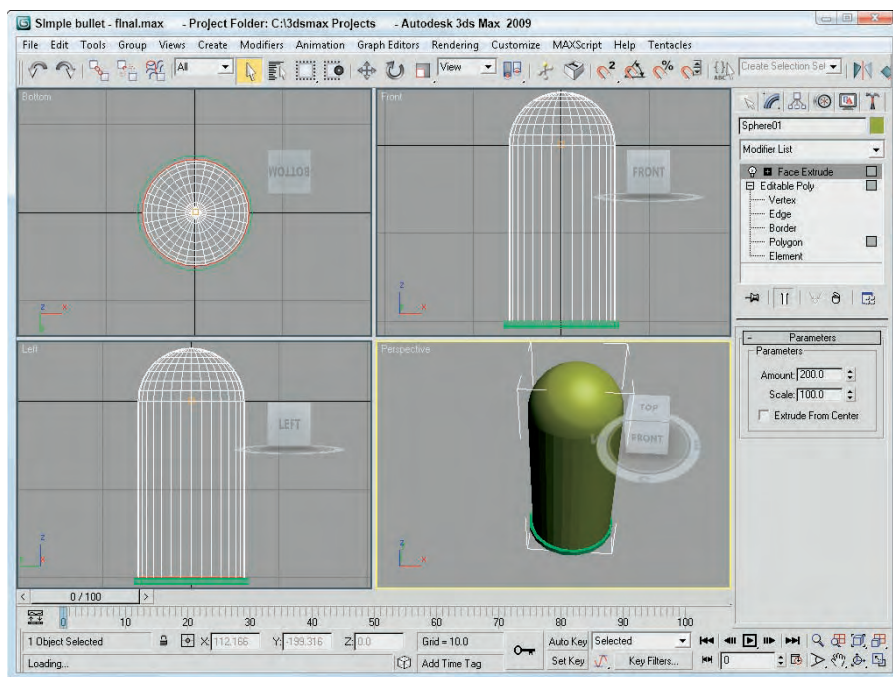 Simple bullet - final.max - Project Folder: C:\3dsmax Projects - Autodesk 3ds Max 2009
File Edit Tools Group Views Create Modifiers Animation Graph Editors Rendering Customize MAXScript Help Tentacles
All View Create Selection Set
Bottom
BOTTOM
Front
FRONT
Sphere01
Modifier List
Face Extrude
Editable Poly
Vertex
Edge
Border
Polygon
Element
Left
LEFT
Perspective
TOP
FRONT
Parameters
Parameters
Amount: 200.0
Scale: 100.0
Extrude From Center
z x
z x
z
z x
0 / 100
0 10 20 30 40 50 60 70 80 90 100
1 Object Selected X: 112.166 Y: -199.316 Z: 0.0 Grid = 10.0 Auto Key Selected
Loading... Add Time Tag Set Key Key Filters... 0